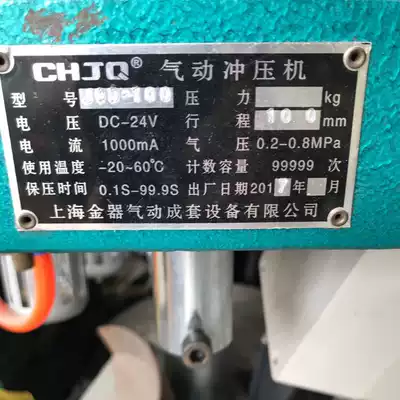 CHJQ® 气动冲压机
型 号 100 压 力 kg
电 压 DC-24V 行 程 100 mm
电 流 1000mA 气 压 0.2-0.8MPa
使用温度 -20~60℃ 计数容量 99999 次
保压时间 0.1S-99.9S 出厂日期 201 年 月
上海金器气动成套设备有限公司